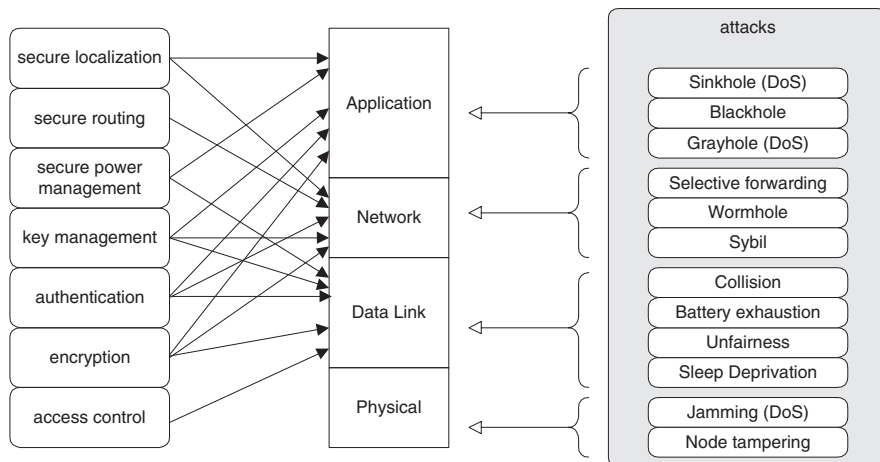 attacks
secure localization
secure routing
secure power
management
key management
authentication
encryption
access control
Application
Network
Data Link
Physical
Sinkhole (DoS)
Blackhole
Grayhole (DoS)
Selective forwarding
Wormhole
Sybil
Collision
Battery exhaustion
Unfairness
Sleep Deprivation
Jamming (DoS)
Node tampering